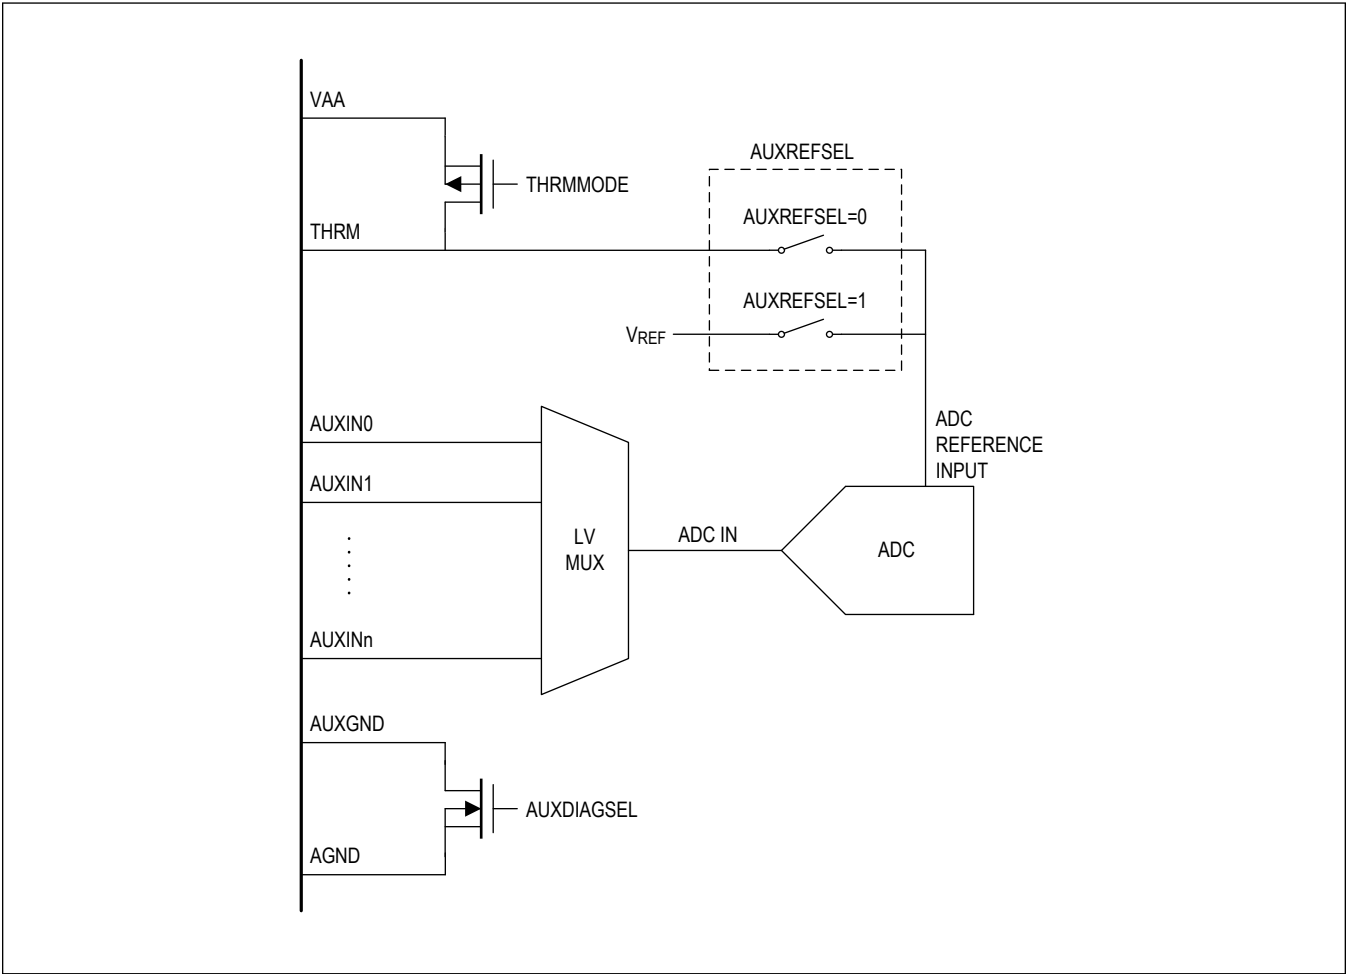 VAA
AUXREFSEL
THRMMODE
AUXREFSEL=0
THRM
AUXREFSEL=1
VREF
AUXIN0
ADC
REFERENCE
INPUT
AUXIN1
LV
MUX
ADC IN
ADC
AUXINn
AUXGND
AUXDIAGSEL
AGND